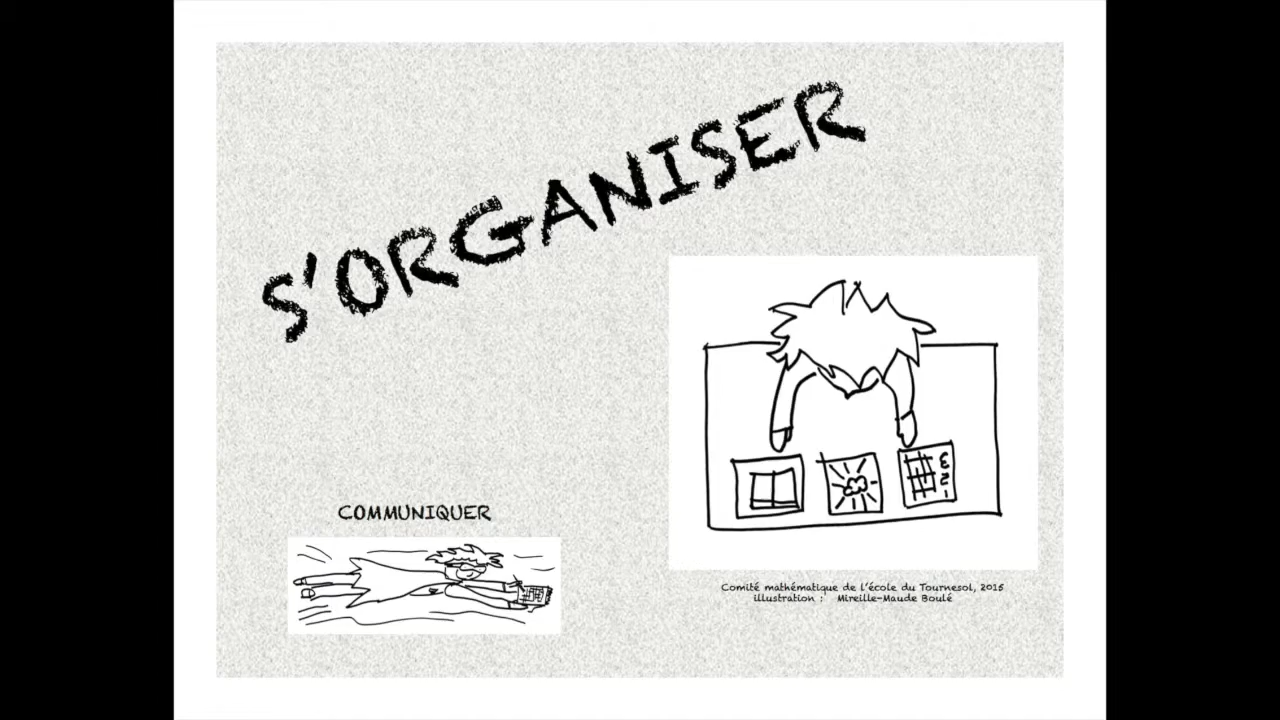 S'ORGANISER
COMMUNIQUER
Comité mathématique de l'école du Tournesol, 2015
illustration : Mireille-Maude Boulé